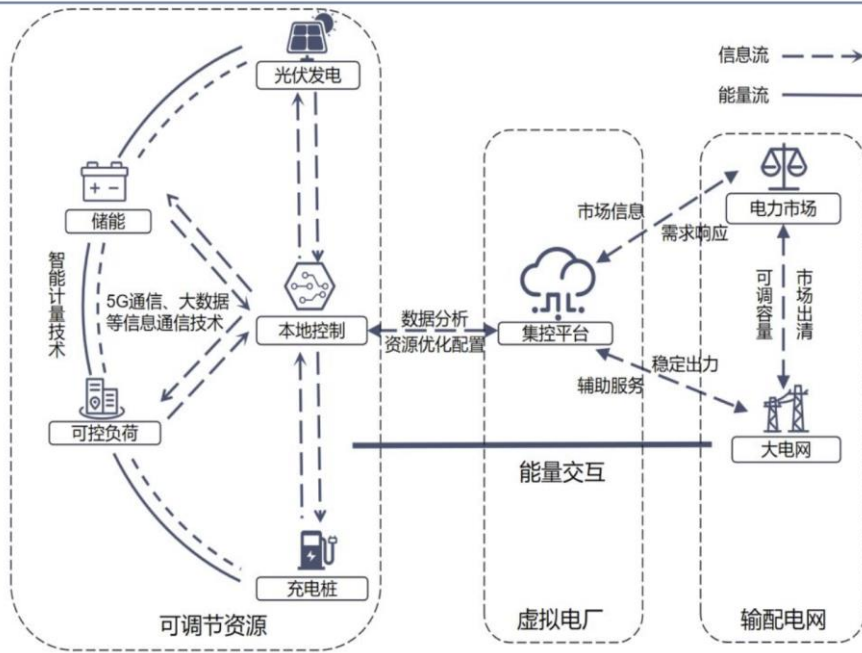 信息流
能量流
光伏发电
储能
智能计量技术
5G通信、大数据
等信息通信技术
本地控制
可控负荷
充电桩
可调节资源
数据分析
资源优化配置
集控平台
市场信息
需求响应
稳定出力
辅助服务
能量交互
虚拟电厂
电力市场
可调容量
市场出清
大电网
输配电网